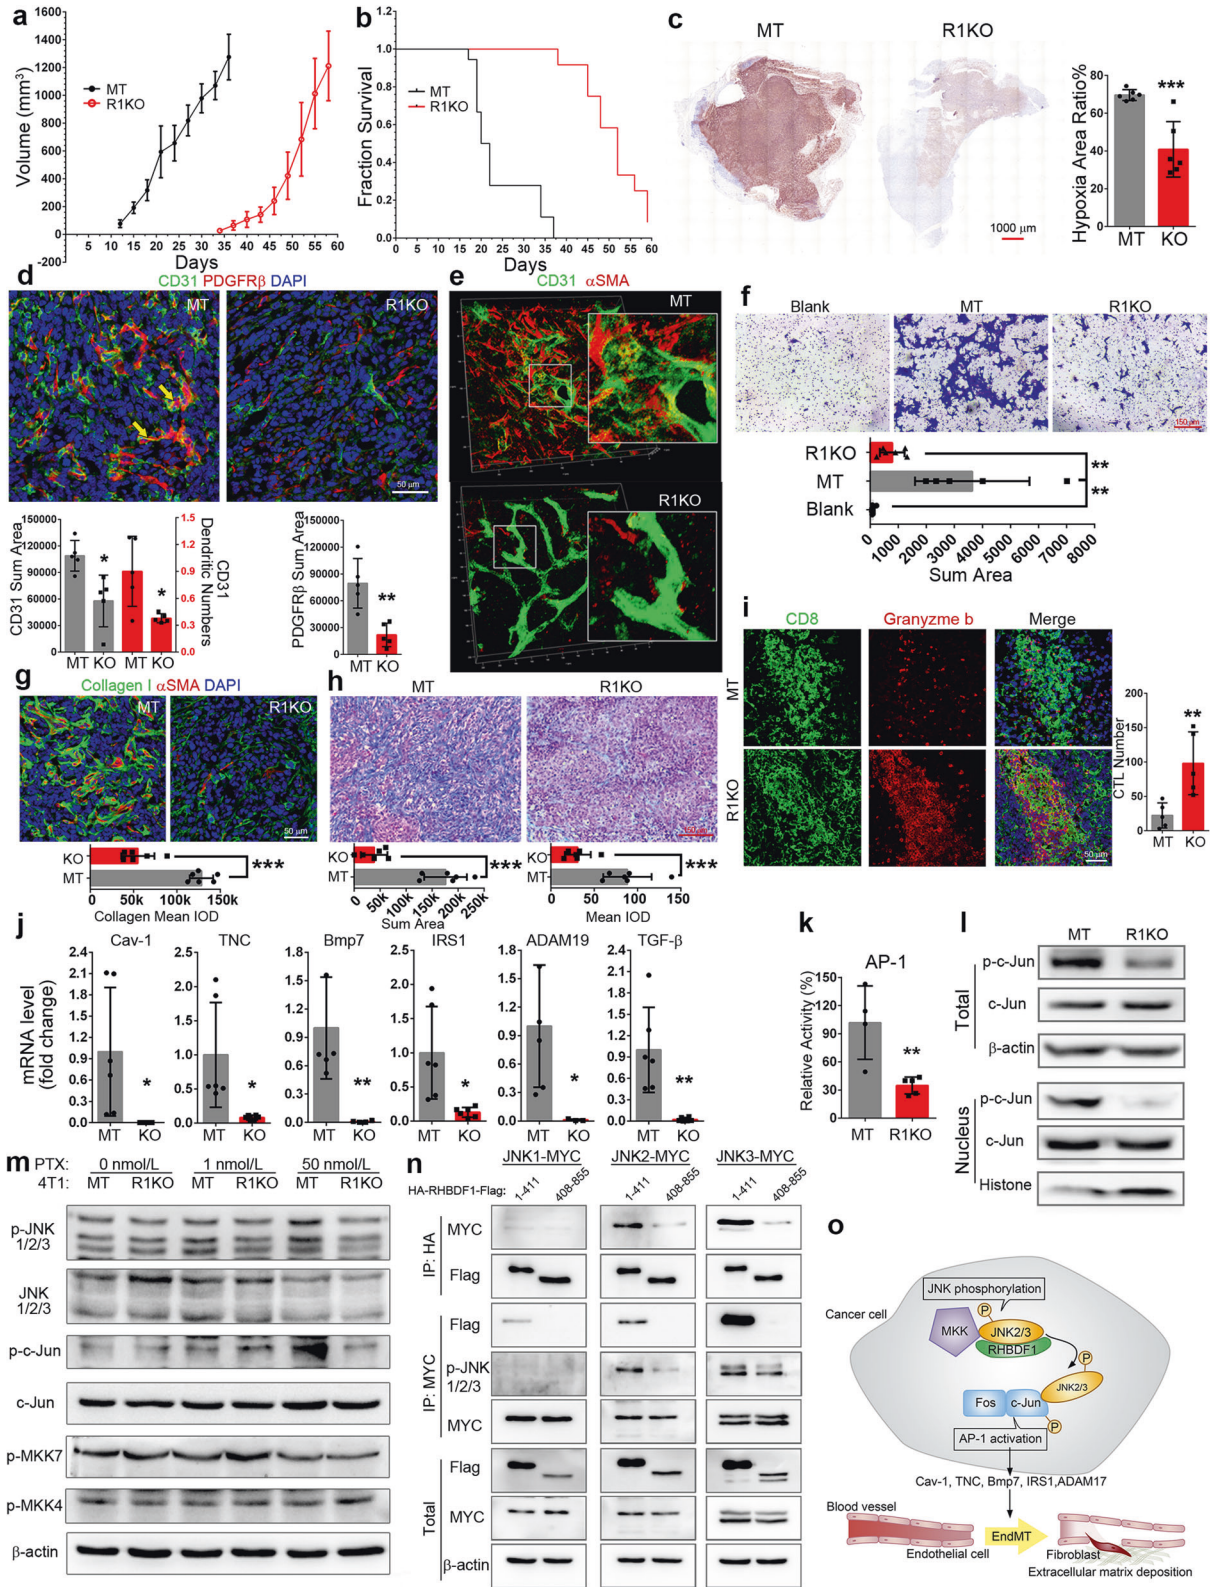 a
Volume (mm³)
1600
1400
1200
1000
800
600
400
200
0
-200
MT
R1KO
5 10 15 20 25 30 35 40 45 50 55 60
Days
b
Fraction Survival
1.2
1.0
0.8
0.6
0.4
0.2
0.0
MT
R1KO
0 5 10 15 20 25 30 35 40 45 50 55 59
Days
c
MT R1KO
1000 μm
Hypoxia Area Ratio%
80
60
40
20
0
***
MT KO
d
CD31 PDGFRβ DAPI
MT
R1KO
50 μm
CD31 Sum Area
150000
120000
90000
60000
30000
0
*
*
1.5
1.2
0.9
0.6
0.3
0.0
CD31
Dendritic Numbers
MT KO MT KO
PDGFRβ Sum Area
150000
120000
90000
60000
30000
0
**
MT KO
e
CD31 αSMA
MT
R1KO
f
Blank MT R1KO
150 μm
R1KO
MT
Blank
**
**
0 1000 2000 3000 4000 5000 6000 7000 8000
Sum Area
g
Collagen I αSMA DAPI
MT
R1KO
50 μm
KO
MT
***
0 50k 100k 150k
Collagen Mean IOD
h
MT R1KO
50 μm
KO
MT
***
0 50k 100k 150k 200k 250k
Sum Area
KO
MT
***
0 50 100 150
Mean IOD
i
CD8 Granyzme b Merge
MT
R1KO
50 μm
CTL Number
200
150
100
50
0
**
MT KO
j
mRNA level
(fold change)
Cav-1
2.4
2.1
1.8
1.5
1.2
0.9
0.6
0.3
0.0
*
MT KO
TNC
2.5
2.0
1.5
1.0
0.5
0.0
*
MT KO
Bmp7
2.0
1.5
1.0
0.5
0.0
**
MT KO
IRS1
2.5
2.0
1.5
1.0
0.5
0.0
*
MT KO
ADAM19
1.8
1.5
1.2
0.9
0.6
0.3
0.0
*
MT KO
TGF-β
2.4
2.1
1.8
1.5
1.2
0.9
0.6
0.3
0.0
**
MT KO
k
AP-1
Relative Activity (%)
150
120
90
60
30
0
**
MT R1KO
l
MT R1KO
Total
p-c-Jun
c-Jun
β-actin
Nucleus
p-c-Jun
c-Jun
Histone
m
PTX: 0 nmol/L 1 nmol/L 50 nmol/L
4T1: MT R1KO MT R1KO MT R1KO
p-JNK
1/2/3
JNK
1/2/3
p-c-Jun
c-Jun
p-MKK7
p-MKK4
β-actin
n
JNK1-MYC JNK2-MYC JNK3-MYC
HA-RHBDF1-Flag: 1-411 408-855 1-411 408-855 1-411 408-855
IP: HA
MYC
Flag
IP: MYC
Flag
p-JNK
1/2/3
MYC
Total
Flag
MYC
β-actin
o
JNK phosphorylation
Cancer cell
P
MKK
JNK2/3
RHBDF1
P
JNK2/3
Fos
c-Jun
P
AP-1 activation
Cav-1, TNC, Bmp7, IRS1,ADAM17
Blood vessel
EndMT
Endothelial cell
Fibroblast
Extracellular matrix deposition